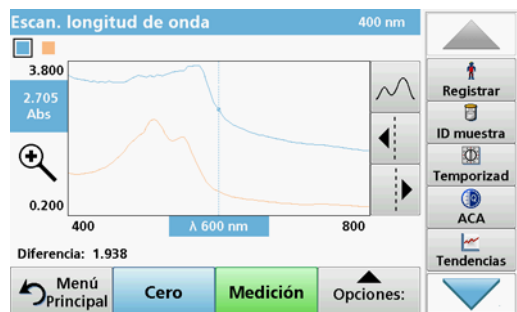 Escan. longitud de onda 400 nm
3.800
2.705
Abs
0.200
400 λ 600 nm 800
Diferencia: 1.938
Menú
Principal
Cero
Medición
Opciones:
Registrar
ID muestra
Temporizad
ACA
Tendencias